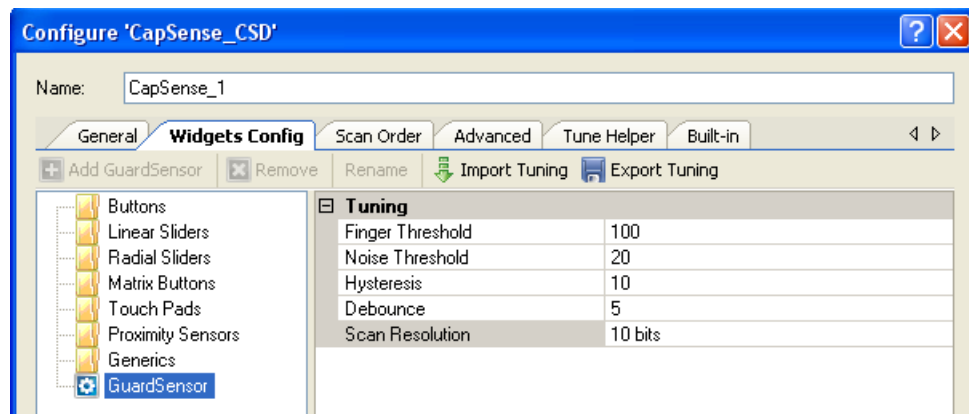 Configure 'CapSense_CSD'
Name: CapSense_1
General Widgets Config Scan Order Advanced Tune Helper Built-in
Add GuardSensor Remove Rename Import Tuning Export Tuning
Buttons
Linear Sliders
Radial Sliders
Matrix Buttons
Touch Pads
Proximity Sensors
Generics
GuardSensor
Tuning
Finger Threshold 100
Noise Threshold 20
Hysteresis 10
Debounce 5
Scan Resolution 10 bits